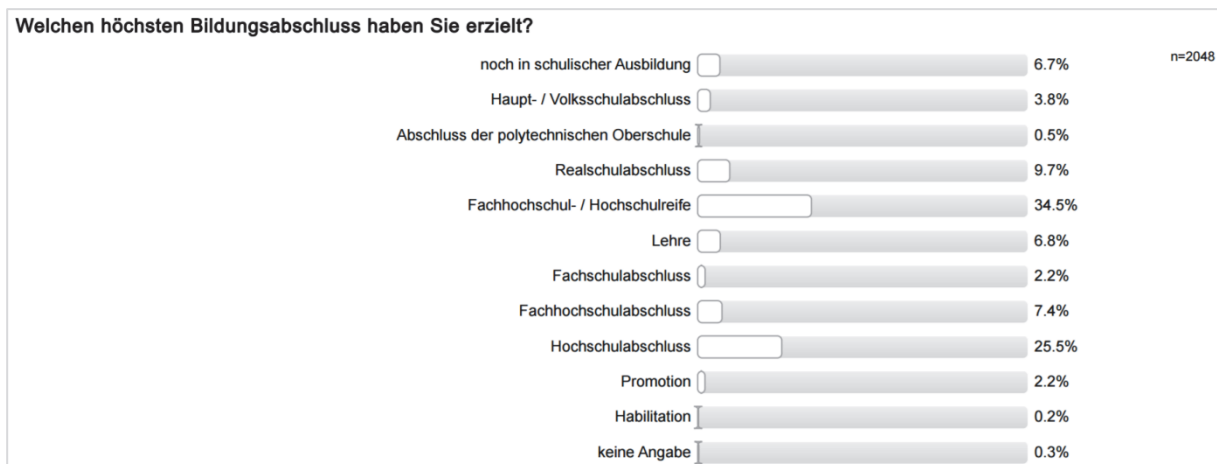 Welchen höchsten Bildungsabschluss haben Sie erzielt?
n=2048
noch in schulischer Ausbildung 6.7%
Haupt- / Volksschulabschluss 3.8%
Abschluss der polytechnischen Oberschule 0.5%
Realschulabschluss 9.7%
Fachhochschul- / Hochschulreife 34.5%
Lehre 6.8%
Fachschulabschluss 2.2%
Fachhochschulabschluss 7.4%
Hochschulabschluss 25.5%
Promotion 2.2%
Habilitation 0.2%
keine Angabe 0.3%